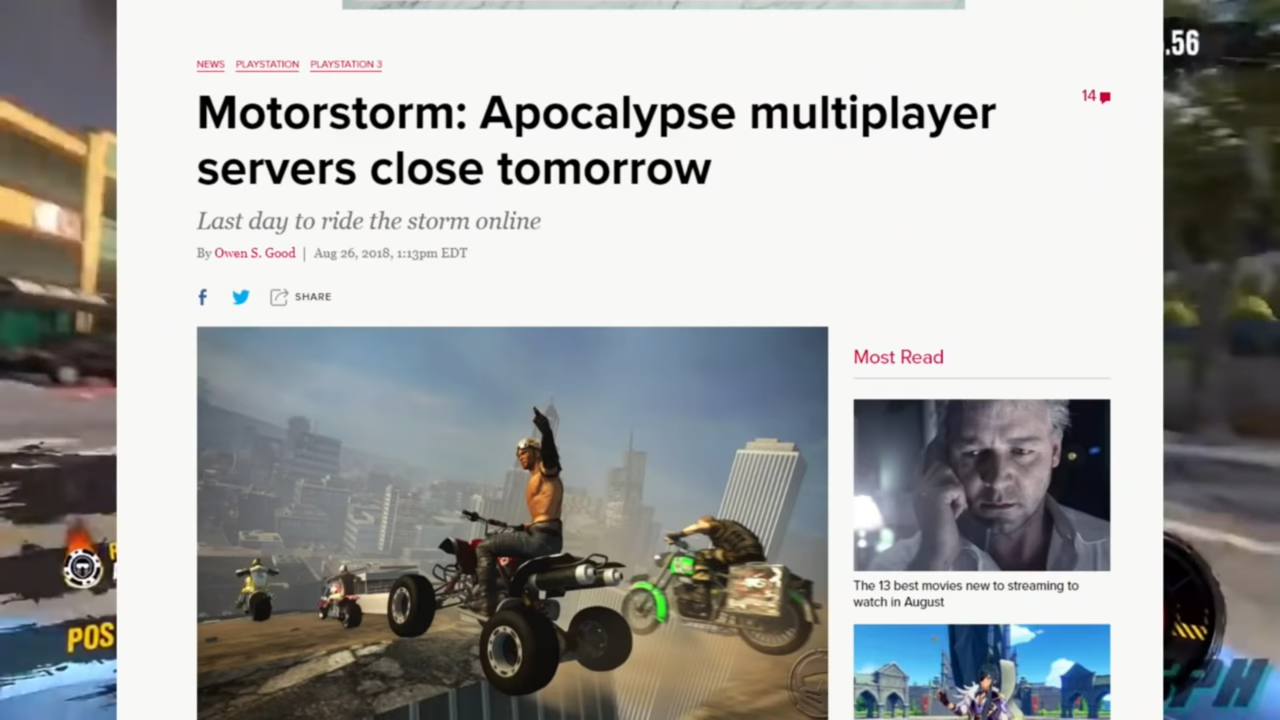 .56
NEWS PLAYSTATION PLAYSTATION 3
14
Motorstorm: Apocalypse multiplayer
servers close tomorrow
Last day to ride the storm online
By Owen S. Good | Aug 26, 2018, 1:13pm EDT
SHARE
Most Read
The 13 best movies new to streaming to
watch in August
POS
PH